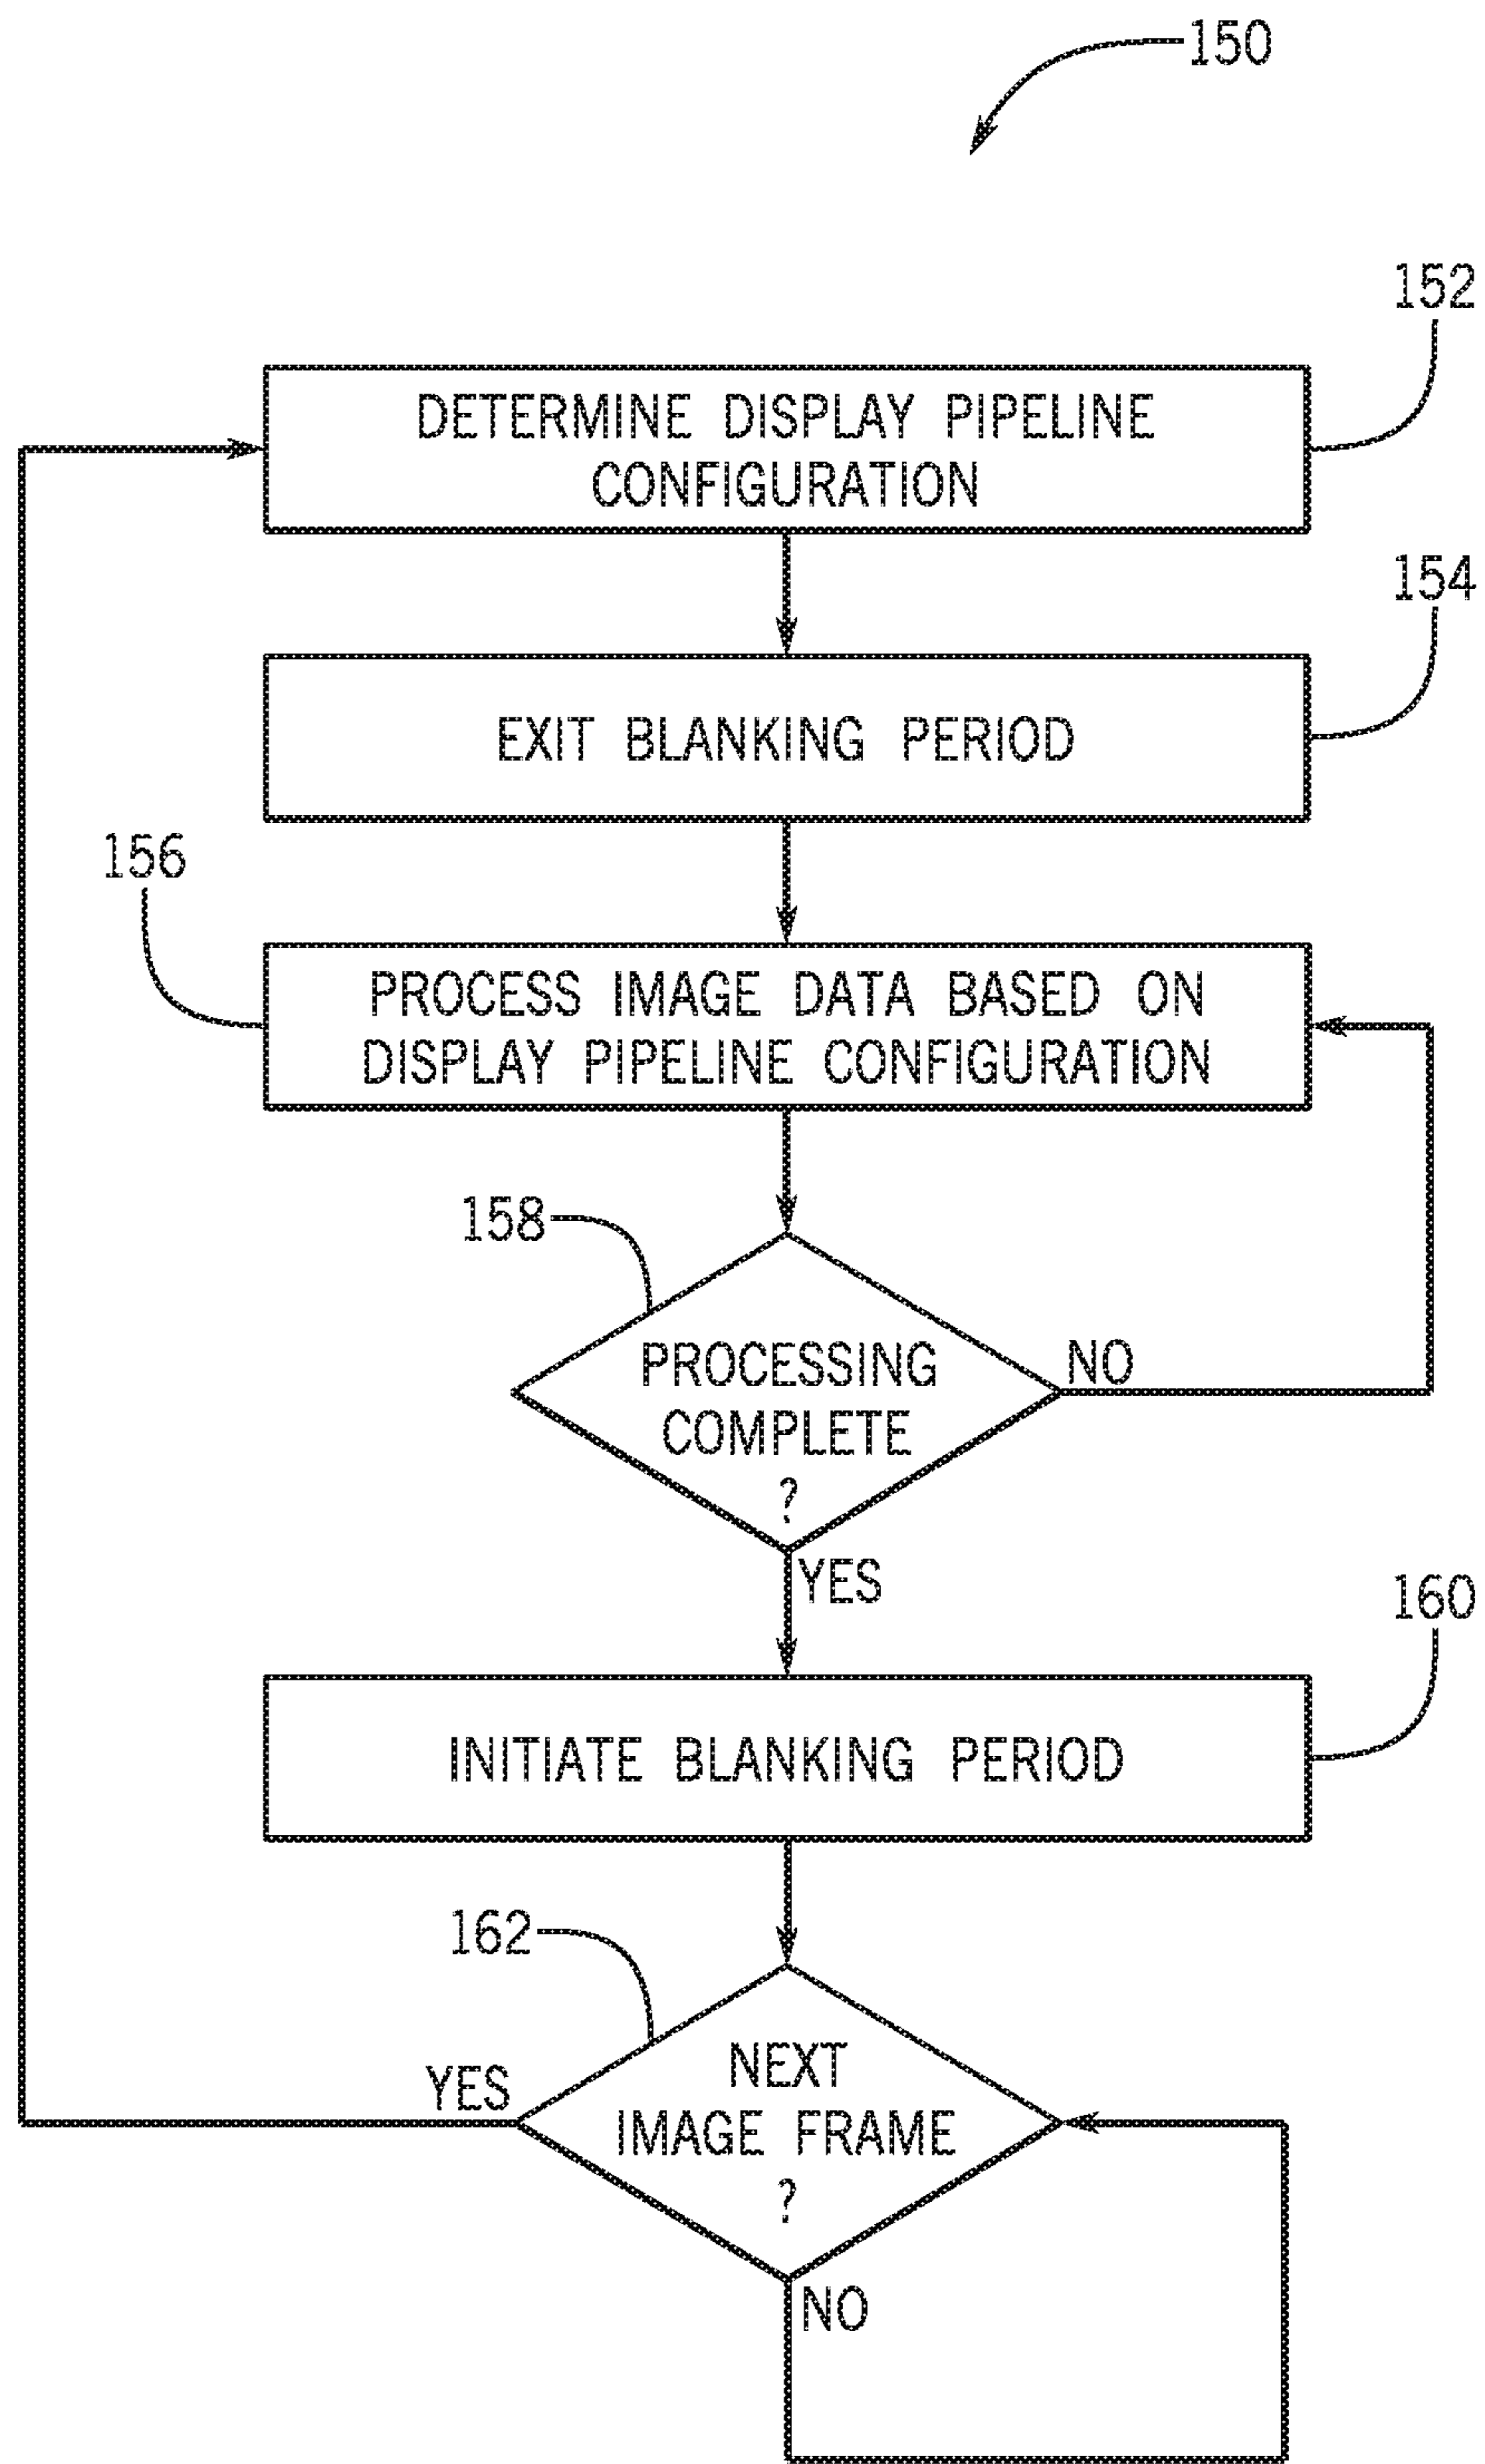 150
152
DETERMINE DISPLAY PIPELINE
CONFIGURATION
154
EXIT BLANKING PERIOD
156
PROCESS IMAGE DATA BASED ON
DISPLAY PIPELINE CONFIGURATION
158
PROCESSING
COMPLETE
?
NO
YES
160
INITIATE BLANKING PERIOD
162
NEXT
IMAGE FRAME
?
YES
NO